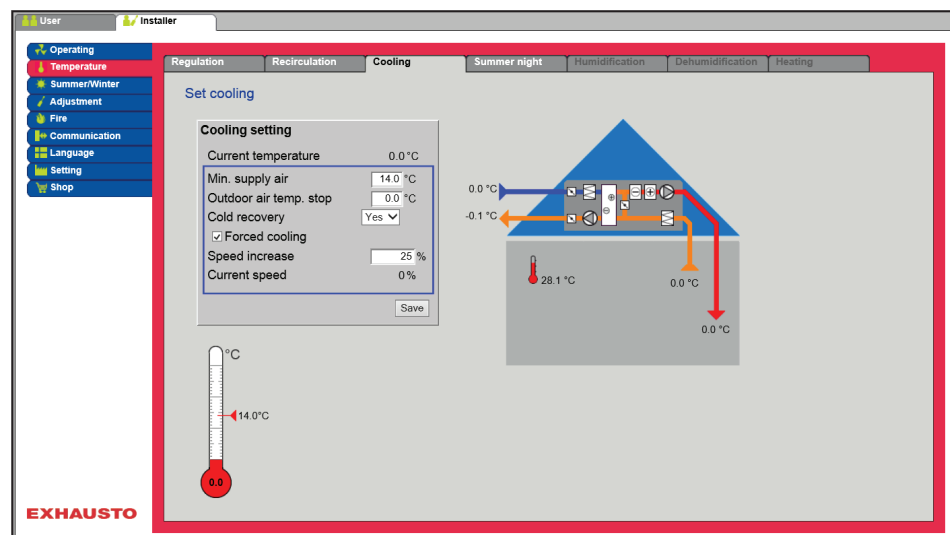 User
Installer
Operating
Temperature
Summer/Winter
Adjustment
Fire
Communication
Language
Setting
Shop
Regulation
Recirculation
Cooling
Summer night
Humidification
Dehumidification
Heating
Set cooling
Cooling setting
Current temperature 0.0°C
Min. supply air 14.0 °C
Outdoor air temp. stop 0.0 °C
Cold recovery Yes
Forced cooling
Speed increase 25 %
Current speed 0%
Save
0.0 °C
-0.1 °C
28.1 °C
0.0 °C
0.0 °C
°C
14.0°C
0.0
EXHAUSTO